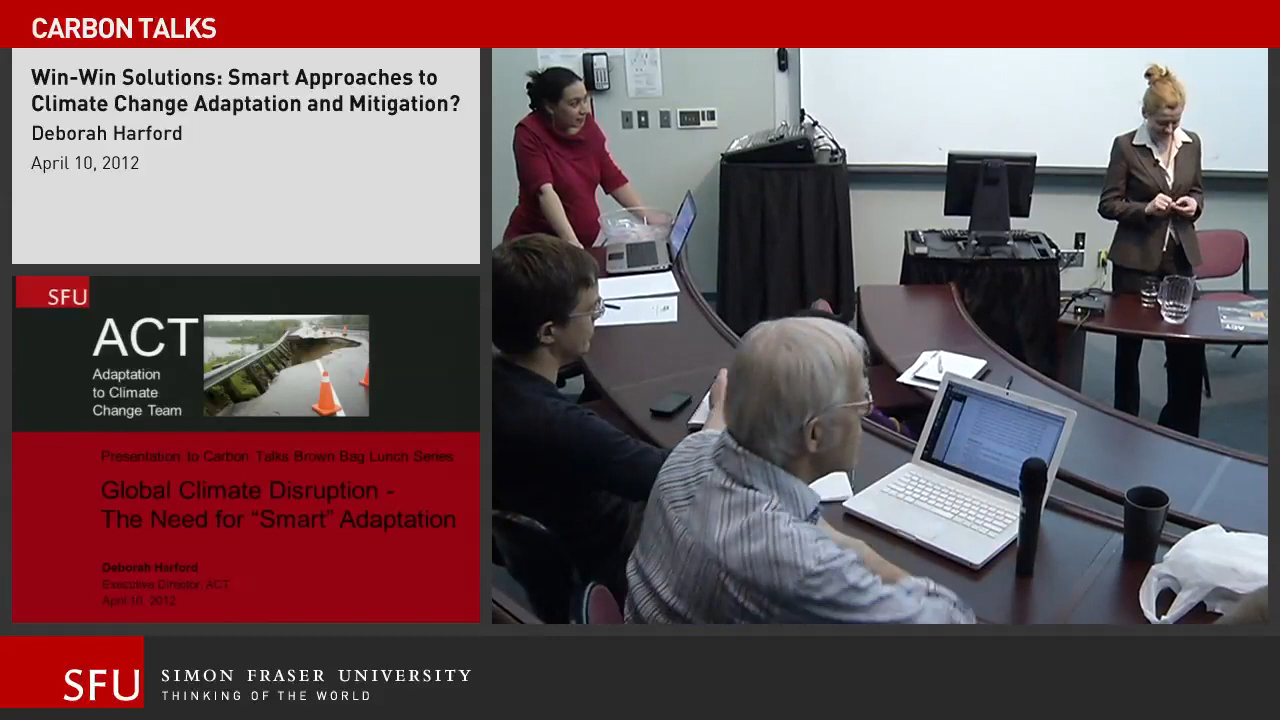 CARBON TALKS
Win-Win Solutions: Smart Approaches to
Climate Change Adaptation and Mitigation?
Deborah Harford
April 10, 2012
SFU
ACT
Adaptation
to Climate
Change Team
Presentation to Carbon Talks Brown Bag Lunch Series
Global Climate Disruption -
The Need for “Smart” Adaptation
Deborah Harford
Executive Director, ACT
April 10, 2012
ACT
SFU SIMON FRASER UNIVERSITY
THINKING OF THE WORLD